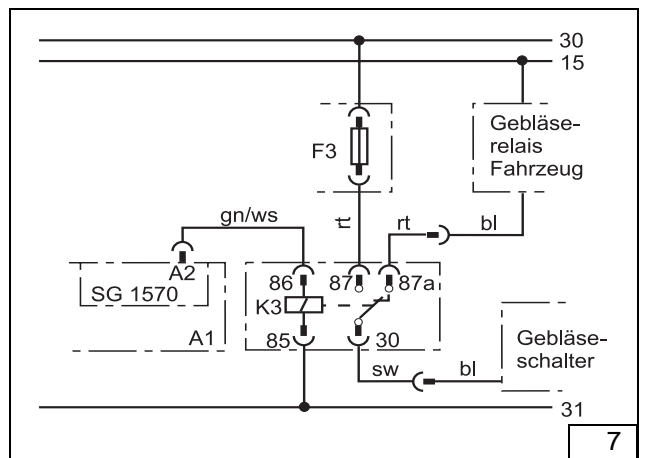 30
15
Gebläse-
relais
Fahrzeug
F3
gn/ws
rt
rt
bl
A2
SG 1570
A1
86
87
87a
K3
85
30
Gebläse-
schalter
sw
bl
31
7